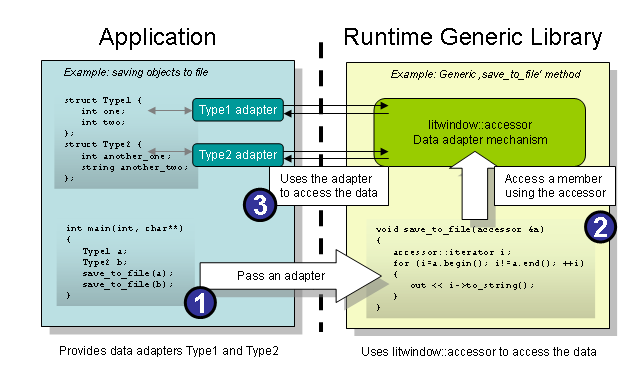 Application
Runtime Generic Library
Example: saving objects to file
struct Type1 {
int one;
int two;
};
struct Type2 {
int another_one;
string another_two;
};
Type1 adapter
Type2 adapter
Example: Generic ‚save_to_file' method
litwindow::accessor
Data adapter mechanism
Uses the adapter
to access the data
3
Access a member
using the accessor
2
int main(int, char**)
{
Type1 a;
Type2 b;
save_to_file(a);
save_to_file(b);
}
1
Pass an adapter
void save_to_file(accessor &a)
{
accessor::iterator i;
for (i=a.begin(); i!=a.end(); ++i)
{
out << i->to_string();
}
}
Provides data adapters Type1 and Type2
Uses litwindow::accessor to access the data